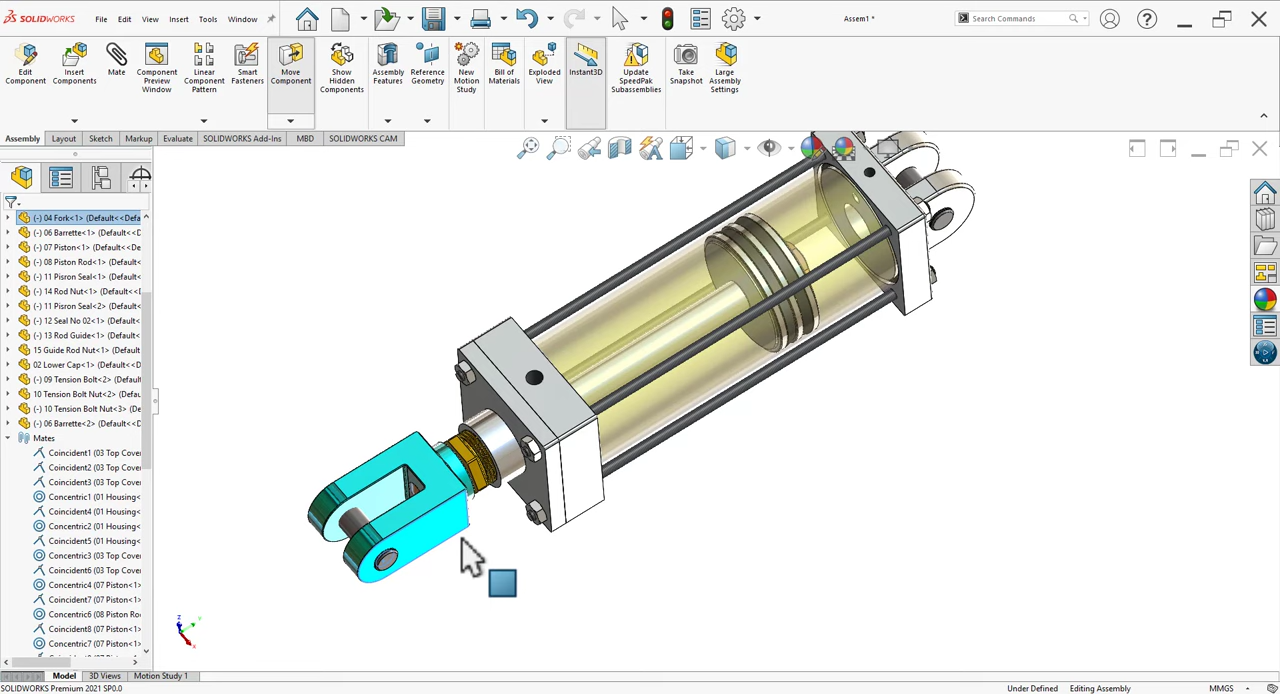 SOLIDWORKS
File
Edit
View
Insert
Tools
Window
Assem1 *
Search Commands
Edit Component
Insert Components
Mate
Component Preview Window
Linear Component Pattern
Smart Fasteners
Move Component
Show Hidden Components
Assembly Features
Reference Geometry
New Motion Study
Bill of Materials
Exploded View
Instant3D
Update SpeedPak Subassemblies
Take Snapshot
Large Assembly Settings
Assembly
Layout
Sketch
Markup
Evaluate
SOLIDWORKS Add-Ins
MBD
SOLIDWORKS CAM
(-) 04 Fork<1> (Default<<Defa
(-) 06 Barrette<1> (Default<<D
(-) 07 Piston<1> (Default<<Def
(-) 08 Piston Rod<1> (Default
(-) 11 Piston Seal<1> (Default
(-) 14 Rod Nut<1> (Default<<D
(-) 11 Pisron Seal<2> (Default
(-) 12 Seal No 02<1> (Default
(-) 13 Rod Guide<1> (Default<
15 Guide Rod Nut<1> (Default
02 Lower Cap<1> (Default<<D
(-) 09 Tension Bolt<2> (Default
10 Tension Bolt Nut<2> (Defau
(-) 10 Tension Bolt Nut<3> (De
(-) 06 Barrette<2> (Default<<D
Mates
Coincident1 (03 Top Cover
Coincident2 (03 Top Cover
Coincident3 (03 Top Cover
Concentric1 (01 Housing<
Coincident4 (01 Housing<
Concentric2 (01 Housing<
Coincident5 (01 Housing<
Concentric3 (03 Top Cove
Coincident6 (03 Top Cove
Concentric4 (07 Piston<1>
Coincident7 (07 Piston<1>
Concentric6 (08 Piston Ro
Coincident8 (07 Piston<1>
Concentric7 (07 Piston<1>
Z
Y
X
Model
3D Views
Motion Study 1
SOLIDWORKS Premium 2021 SP0.0
Under Defined
Editing Assembly
MMGS